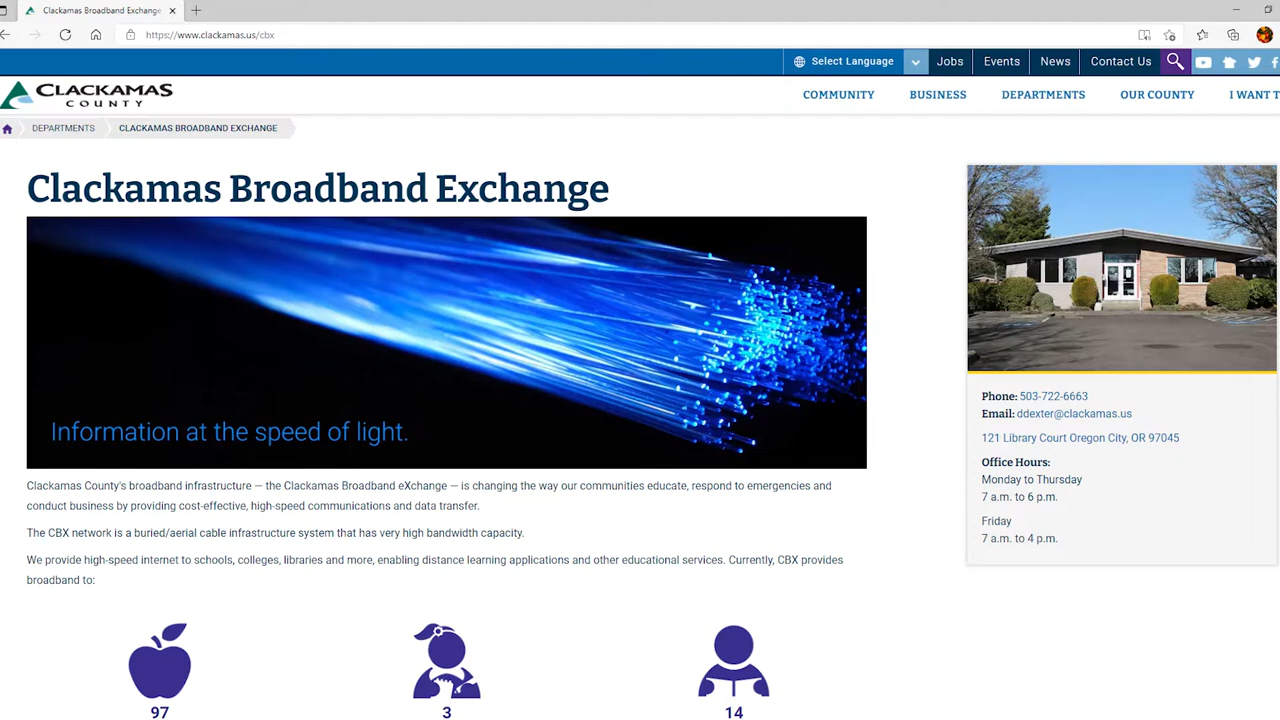 Clackamas Broadband Exchange
https://www.clackamas.us/cbx
Select Language
Jobs
Events
News
Contact Us
CLACKAMAS
COUNTY
COMMUNITY
BUSINESS
DEPARTMENTS
OUR COUNTY
I WANT T
DEPARTMENTS
CLACKAMAS BROADBAND EXCHANGE
Clackamas Broadband Exchange
Information at the speed of light.
Clackamas County's broadband infrastructure — the Clackamas Broadband eXchange — is changing the way our communities educate, respond to emergencies and
conduct business by providing cost-effective, high-speed communications and data transfer.
The CBX network is a buried/aerial cable infrastructure system that has very high bandwidth capacity.
We provide high-speed internet to schools, colleges, libraries and more, enabling distance learning applications and other educational services. Currently, CBX provides
broadband to:
97
3
14
Phone: 503-722-6663
Email: ddexter@clackamas.us
121 Library Court Oregon City, OR 97045
Office Hours:
Monday to Thursday
7 a.m. to 6 p.m.
Friday
7 a.m. to 4 p.m.